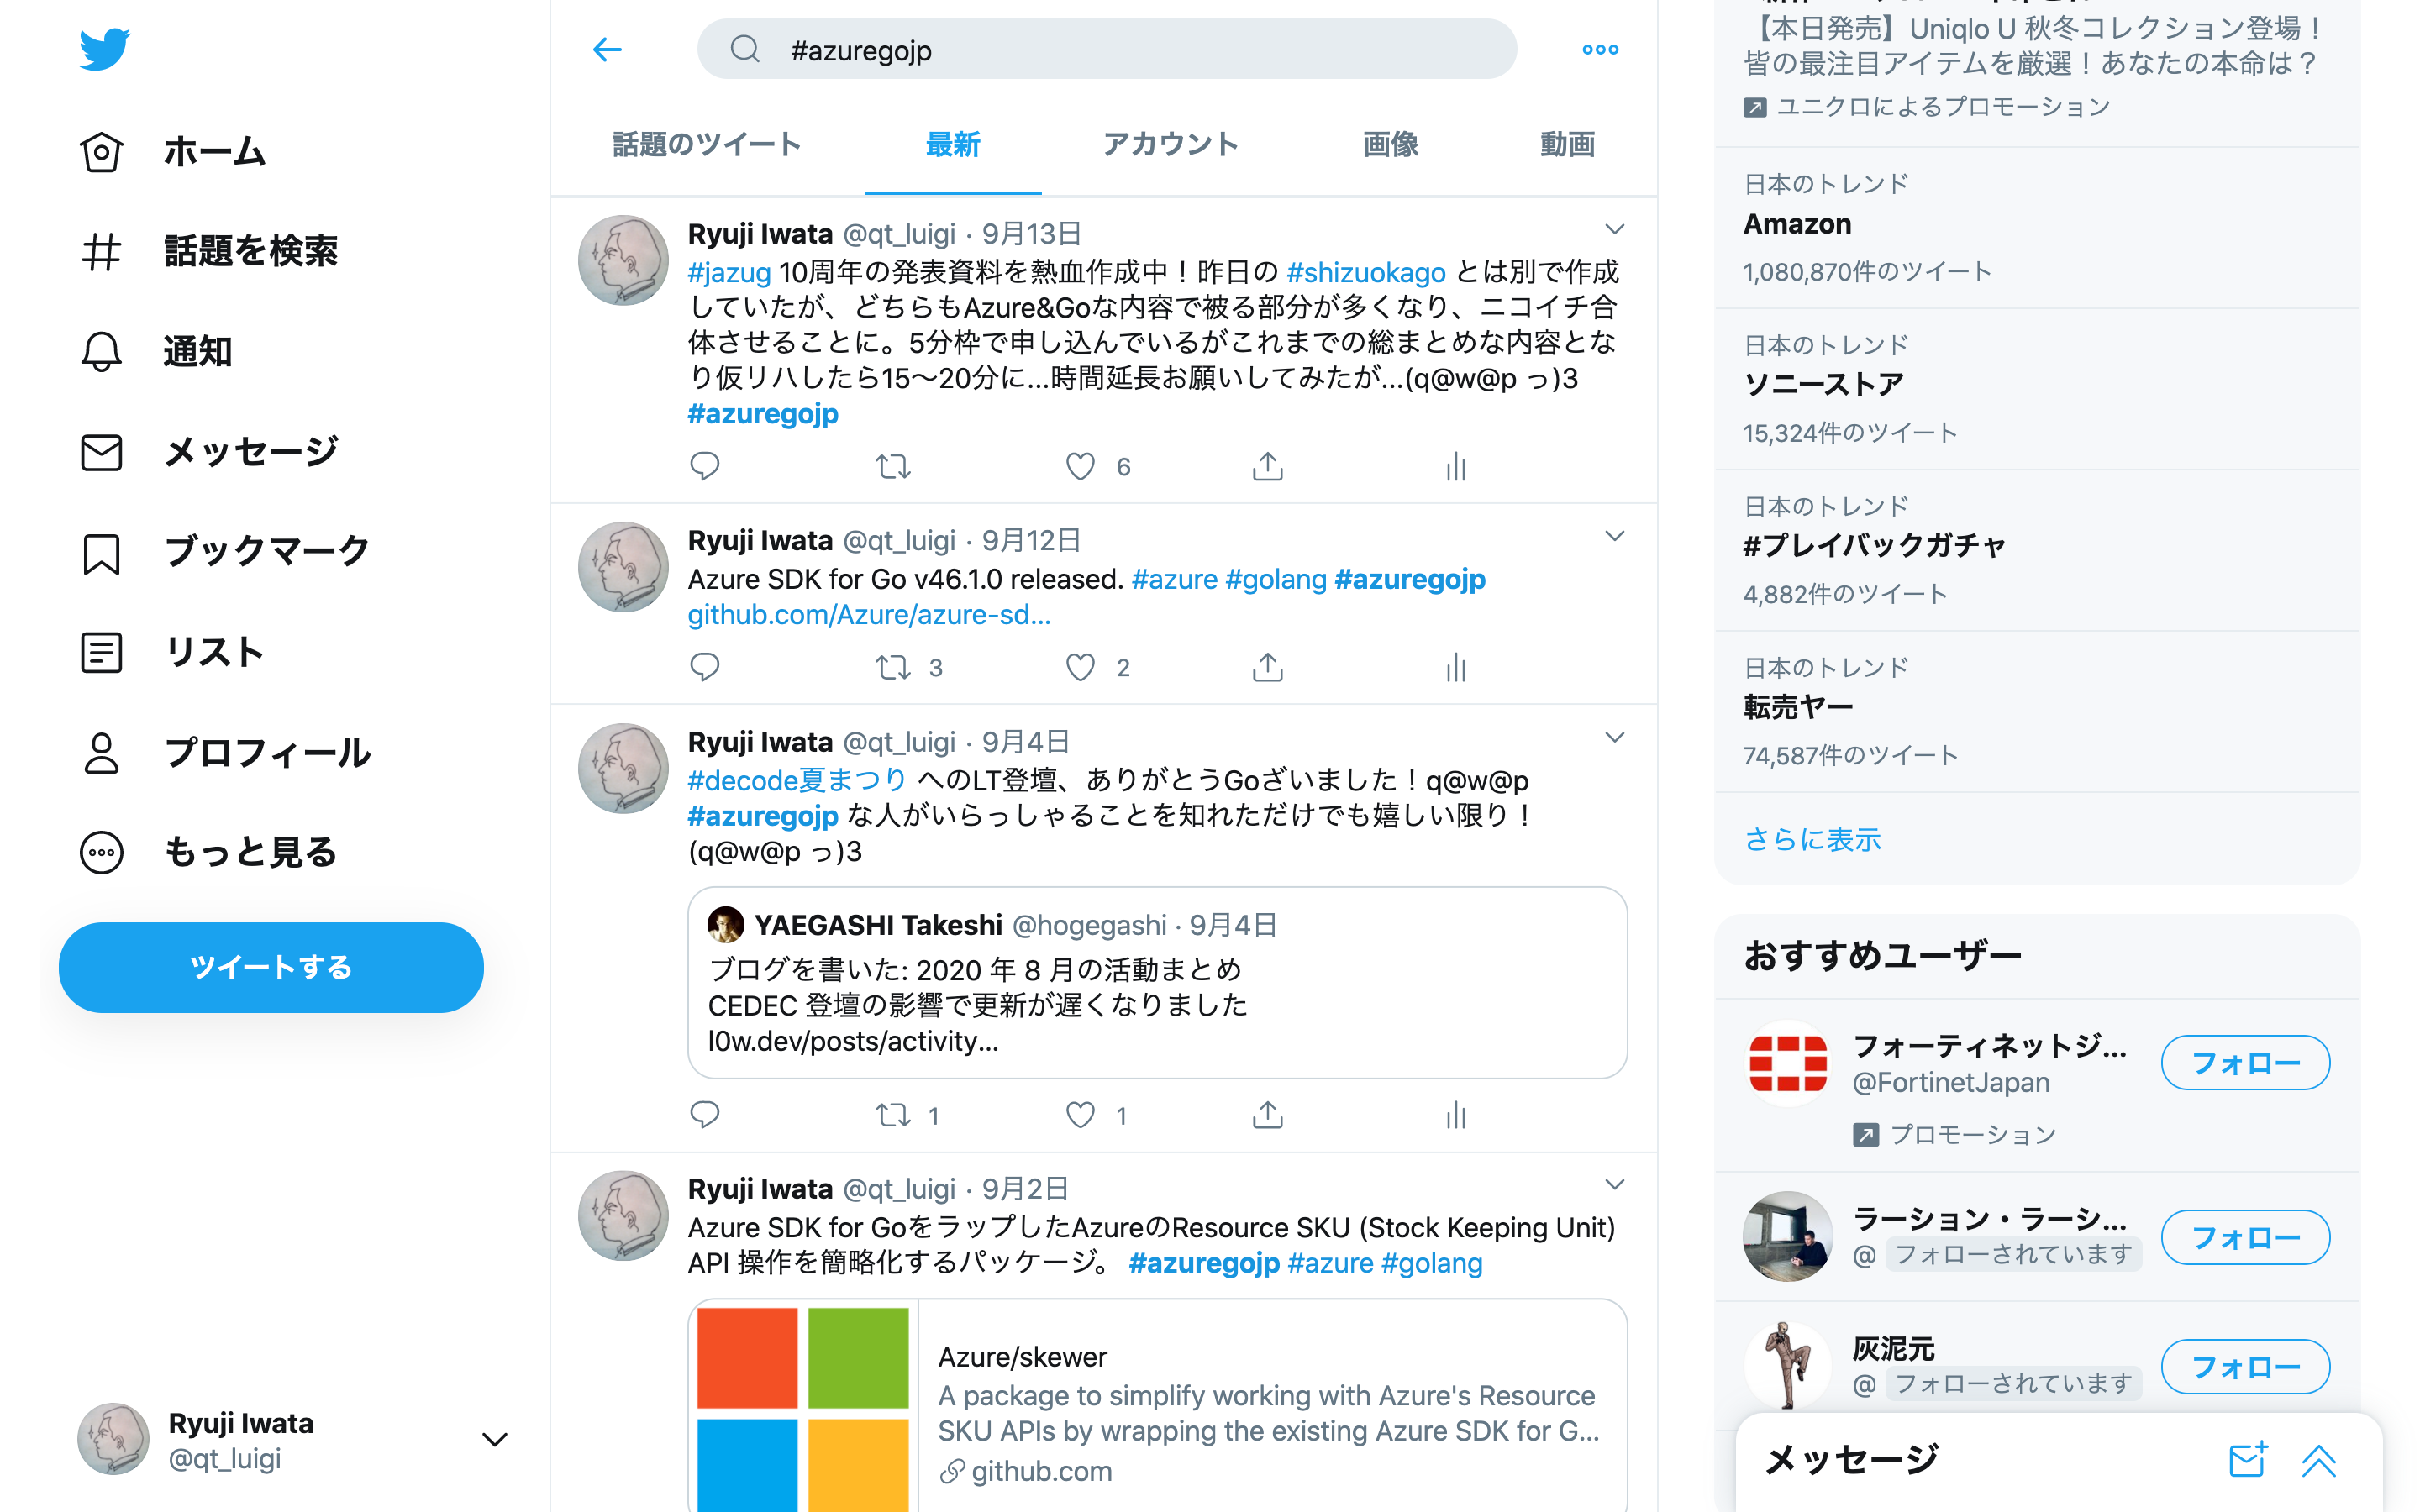 ホーム
話題を検索
通知
メッセージ
ブックマーク
リスト
プロフィール
もっと見る
ツイートする
Ryuji Iwata
@qt_luigi
#azuregojp
話題のツイート 最新 アカウント 画像 動画
Ryuji Iwata @qt_luigi · 9月13日
#jazug 10周年の発表資料を熱血作成中！昨日の #shizuokago とは別で作成
していたが、どちらもAzure&Goな内容で被る部分が多くなり、ニコイチ合
体させることに。5分枠で申し込んでいるがこれまでの総まとめな内容とな
り仮リハしたら15〜20分に...時間延長お願いしてみたが...(q@w@p っ)3
#azuregojp
6
Ryuji Iwata @qt_luigi · 9月12日
Azure SDK for Go v46.1.0 released. #azure #golang #azuregojp
github.com/Azure/azure-sd...
3 2
Ryuji Iwata @qt_luigi · 9月4日
#decode夏まつり へのLT登壇、ありがとうGoざいました！q@w@p
#azuregojp な人がいらっしゃることを知れただけでも嬉しい限り！
(q@w@p っ)3
YAEGASHI Takeshi @hogegashi · 9月4日
ブログを書いた: 2020 年 8 月の活動まとめ
CEDEC 登壇の影響で更新が遅くなりました
l0w.dev/posts/activity...
1 1
Ryuji Iwata @qt_luigi · 9月2日
Azure SDK for GoをラップしたAzureのResource SKU (Stock Keeping Unit)
API 操作を簡略化するパッケージ。 #azuregojp #azure #golang
Azure/skewer
A package to simplify working with Azure's Resource
SKU APIs by wrapping the existing Azure SDK for G...
github.com
【本日発売】Uniqlo U 秋冬コレクション登場！
皆の最注目アイテムを厳選！あなたの本命は？
ユニクロによるプロモーション
日本のトレンド
Amazon
1,080,870件のツイート
日本のトレンド
ソニーストア
15,324件のツイート
日本のトレンド
#プレイバックガチャ
4,882件のツイート
日本のトレンド
転売ヤー
74,587件のツイート
さらに表示
おすすめユーザー
フォーティネットジ...
@FortinetJapan
フォロー
プロモーション
ラーション・ラーシ...
@ フォローされています
フォロー
灰泥元
@ フォローされています
フォロー
メッセージ